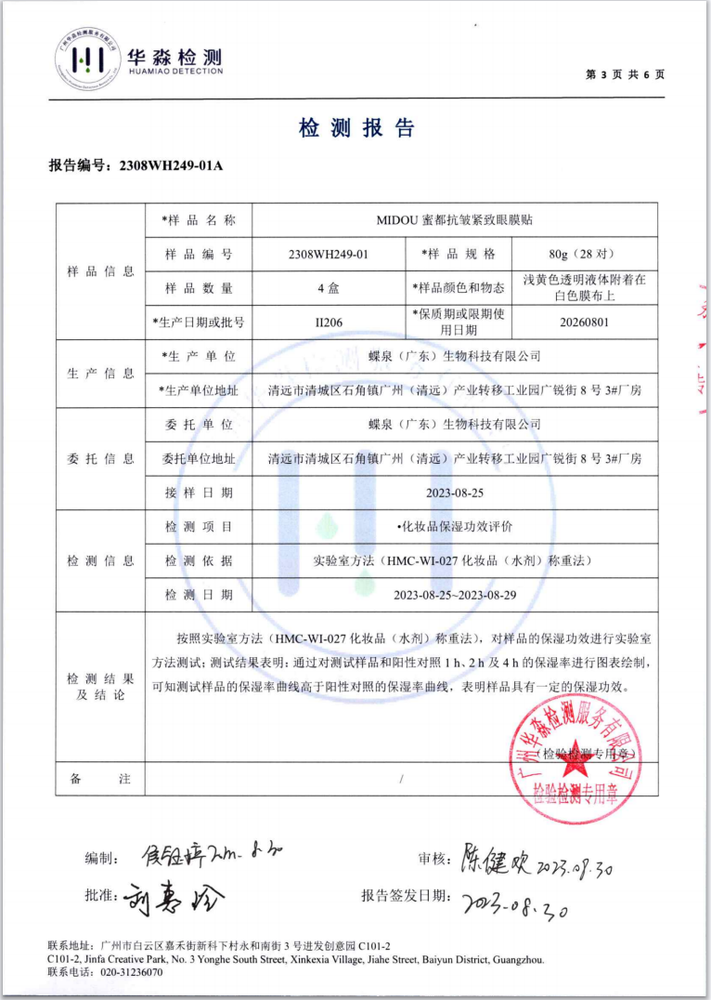 华淼检测
HUAMIAO DETECTION
第 3 页 共 6 页
检测报告
报告编号：2308WH249-01A
样品信息
*样品名称 MIDOU 蜜都抗皱紧致眼膜贴
样品编号 2308WH249-01 *样品规格 80g（28 对）
样品数量 4 盒 *样品颜色和物态 浅黄色透明液体附着在
白色膜布上
*生产日期或批号 II206 *保质期或限期使
用日期 20260801
生产信息
*生产单位 蝶泉（广东）生物科技有限公司
*生产单位地址 清远市清城区石角镇广州（清远）产业转移工业园广锐街 8 号 3#厂房
委托信息
委托单位 蝶泉（广东）生物科技有限公司
委托单位地址 清远市清城区石角镇广州（清远）产业转移工业园广锐街 8 号 3#厂房
接样日期 2023-08-25
检测信息
检测项目 •化妆品保湿功效评价
检测依据 实验室方法（HMC-WI-027 化妆品（水剂）称重法）
检测日期 2023-08-25~2023-08-29
检测结果
及结论
按照实验室方法（HMC-WI-027 化妆品（水剂）称重法），对样品的保湿功效进行实验室
方法测试；测试结果表明：通过对测试样品和阳性对照 1 h、2 h 及 4 h 的保湿率进行图表绘制，
可知测试样品的保湿率曲线高于阳性对照的保湿率曲线，表明样品具有一定的保湿功效。
广州华淼检测服务有限公司
（检验检测专用章）
检验检测专用章
备注 /
编制：
审核：陈健欢 2023.08.30
批准：刘惠玲
报告签发日期：2023-08.30
联系地址：广州市白云区嘉禾街新科下村永和南街 3 号进发创意园 C101-2
C101-2, Jinfa Creative Park, No. 3 Yonghe South Street, Xinkexia Village, Jiahe Street, Baiyun District, Guangzhou.
联系电话：020-31236070